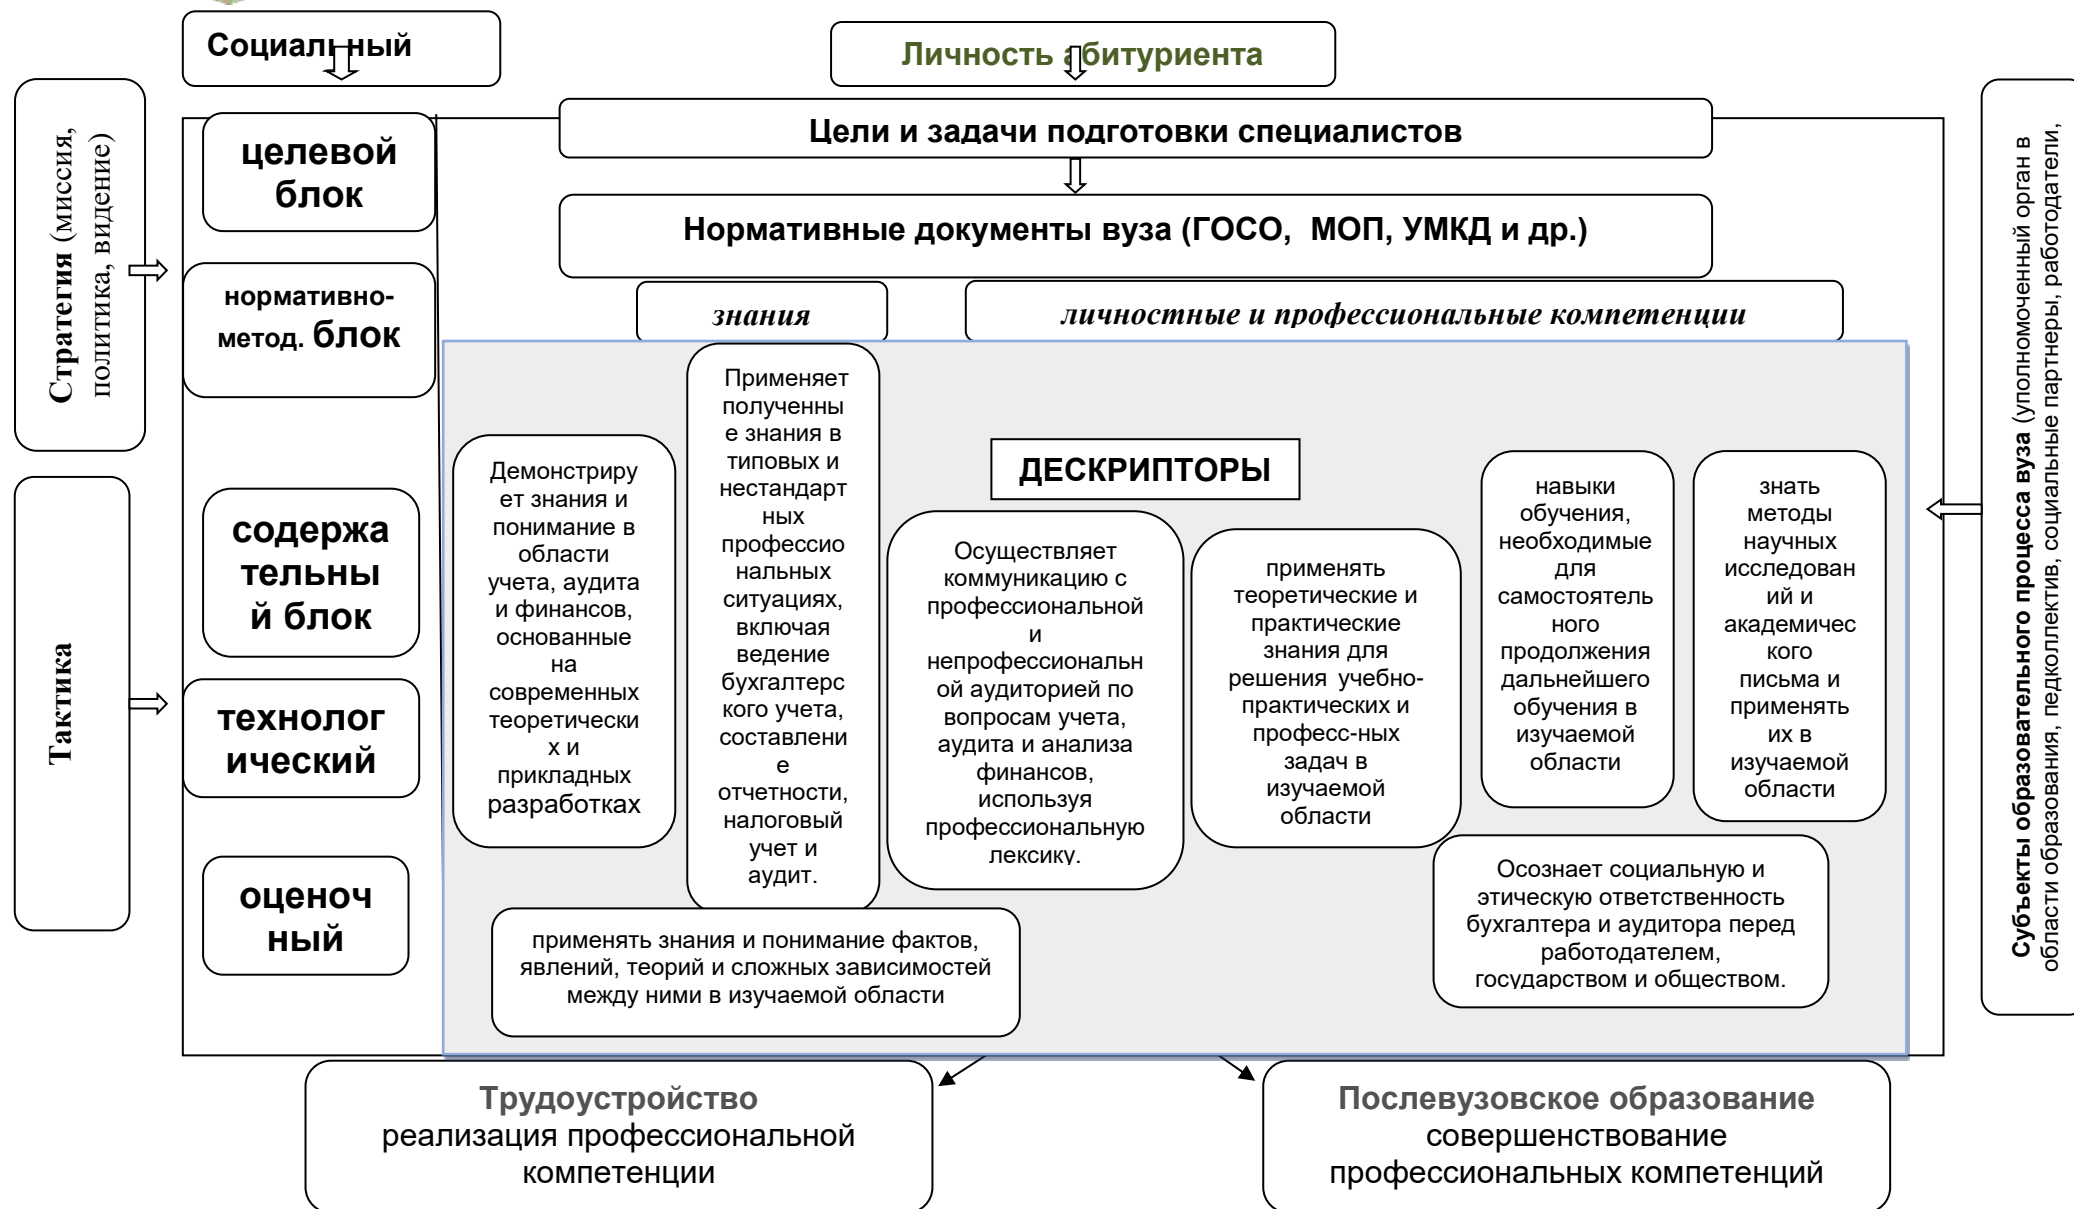 Социальный
Личность абитуриента
Стратегия (миссия,
политика, видение)
Тактика
целевой
блок
нормативно-
метод. блок
содержа
тельны
й блок
технолог
ический
оценоч
ный
Цели и задачи подготовки специалистов
Нормативные документы вуза (ГОСО, МОП, УМКД и др.)
знания
личностные и профессиональные компетенции
ДЕСКРИПТОРЫ
Демонстриру
ет знания и
понимание в
области
учета, аудита
и финансов,
основанные
на
современных
теоретически
х и
прикладных
разработках
Применяет
полученны
е знания в
типовых и
нестандарт
ных
профессио
нальных
ситуациях,
включая
ведение
бухгалтерс
кого учета,
составлени
е
отчетности,
налоговый
учет и
аудит.
Осуществляет
коммуникацию с
профессиональной
и
непрофессиональн
ой аудиторией по
вопросам учета,
аудита и анализа
финансов,
используя
профессиональную
лексику.
применять
теоретические и
практические
знания для
решения учебно-
практических и
професс-ных
задач в
изучаемой
области
навыки
обучения,
необходимые
для
самостоятель
ного
продолжения
дальнейшего
обучения в
изучаемой
области
знать
методы
научных
исследован
ий и
академичес
кого
письма и
применять
их в
изучаемой
области
применять знания и понимание фактов,
явлений, теорий и сложных зависимостей
между ними в изучаемой области
Осознает социальную и
этическую ответственность
бухгалтера и аудитора перед
работодателем,
государством и обществом.
Субъекты образовательного процесса вуза (уполномоченный орган в
области образования, педколлектив, социальные партнеры, работодатели,
Трудоустройство
реализация профессиональной
компетенции
Послевузовское образование
совершенствование
профессиональных компетенций